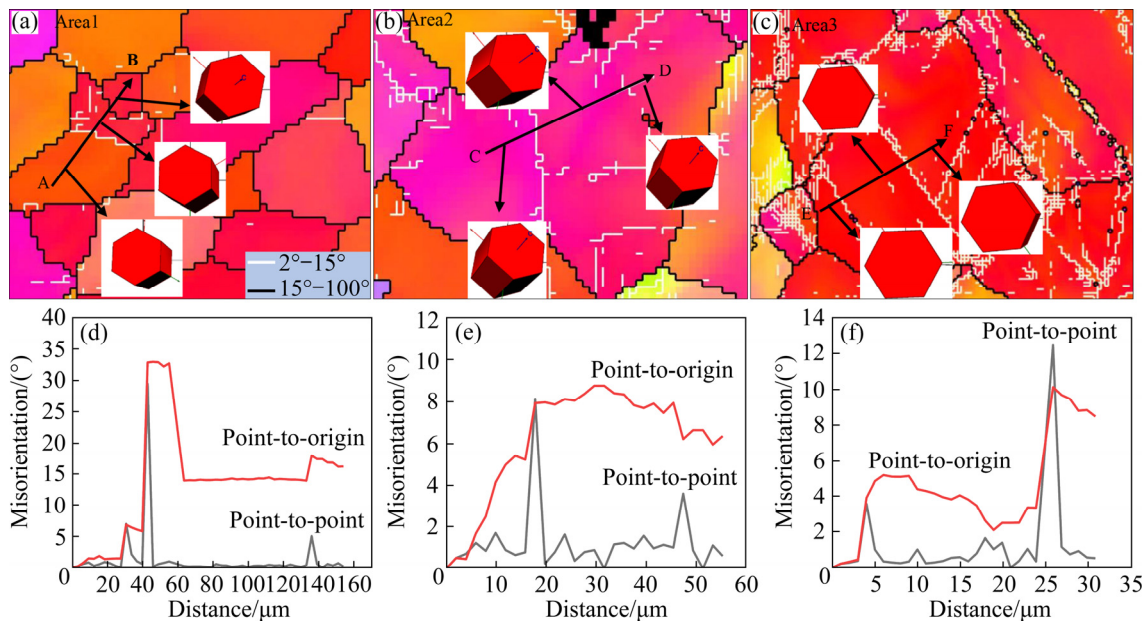 (a) Area1
B
A
2°−15°
15°−100°
(b) Area2
D
C
(c) Area3
F
E
(d)
40
35
30
25
20
15
10
5
0
Misorientation/(°)
Point-to-origin
Point-to-point
20 40 60 80 100 120 140 160
Distance/μm
(e)
12
10
8
6
4
2
0
Misorientation/(°)
Point-to-origin
Point-to-point
10 20 30 40 50 60
Distance/μm
(f)
14
12
10
8
6
4
2
0
Misorientation/(°)
Point-to-point
Point-to-origin
5 10 15 20 25 30 35
Distance/μm